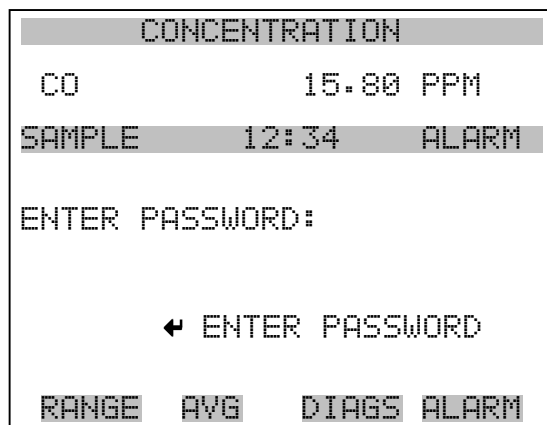 CONCENTRATION
CO 15.80 PPM
SAMPLE 12:34 ALARM
ENTER PASSWORD:
↵ ENTER PASSWORD
RANGE AVG DIAGS ALARM